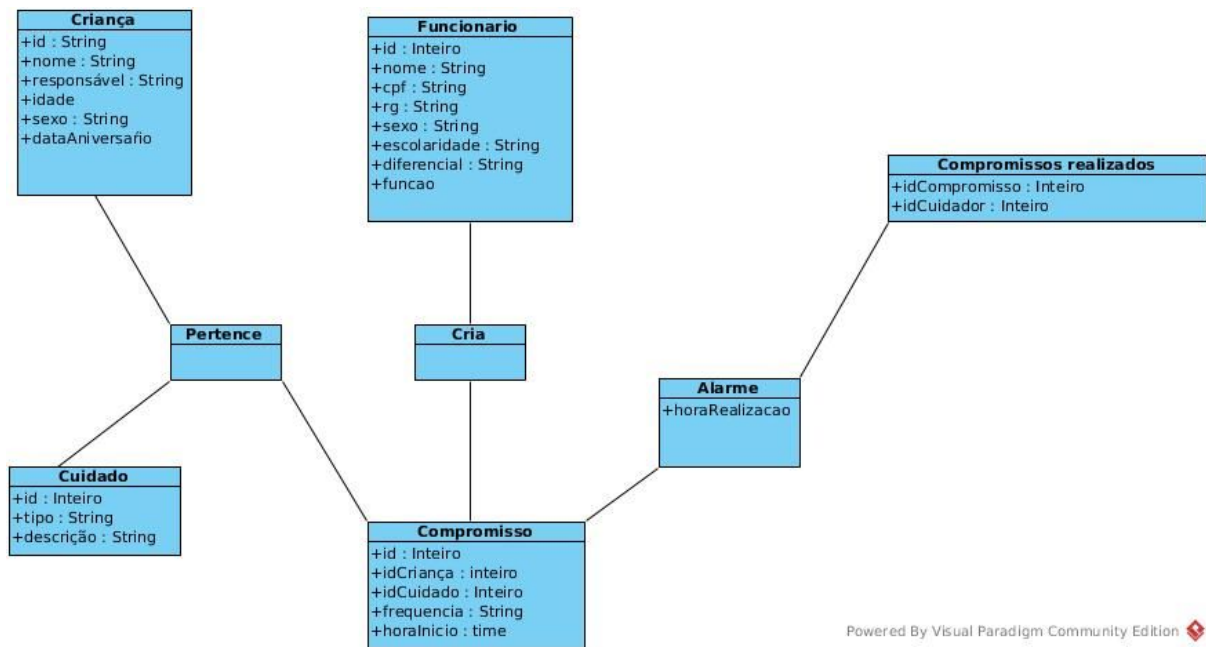 Criança
+id : String
+nome : String
+responsável : String
+idade
+sexo : String
+dataAniversário
Funcionario
+id : Inteiro
+nome : String
+cpf : String
+rg : String
+sexo : String
+escolaridade : String
+diferencial : String
+funcao
Compromissos realizados
+idCompromisso : Inteiro
+idCuidador : Inteiro
Pertence
Cria
Alarme
+horaRealizacao
Cuidado
+id : Inteiro
+tipo : String
+descrição : String
Compromisso
+id : Inteiro
+idCriança : inteiro
+idCuidado : Inteiro
+frequência : String
+horaInicio : time
Powered By Visual Paradigm Community Edition